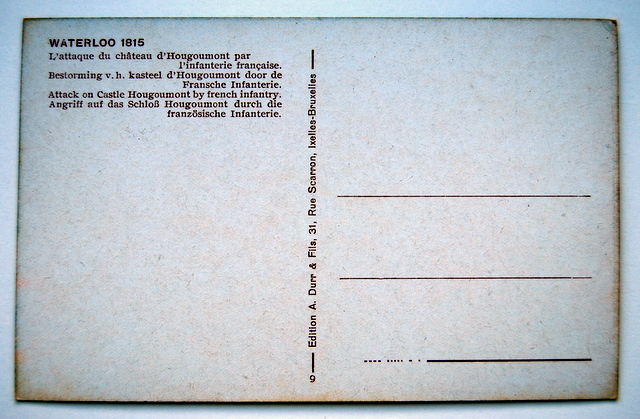 WATERLOO 1815
L'attaque du château d'Hougoumont par
l'infanterie française.
Bestorming v. h. kasteel d'Hougoumont door de
Fransche Infanterie.
Attack on Castle Hougoumont by french infantry.
Angriff auf das Schloß Hougoumont durch die
französische Infanterie.
9
Edition A. Durr & Fils, 31, Rue Scarron, Ixelles-Bruxelles